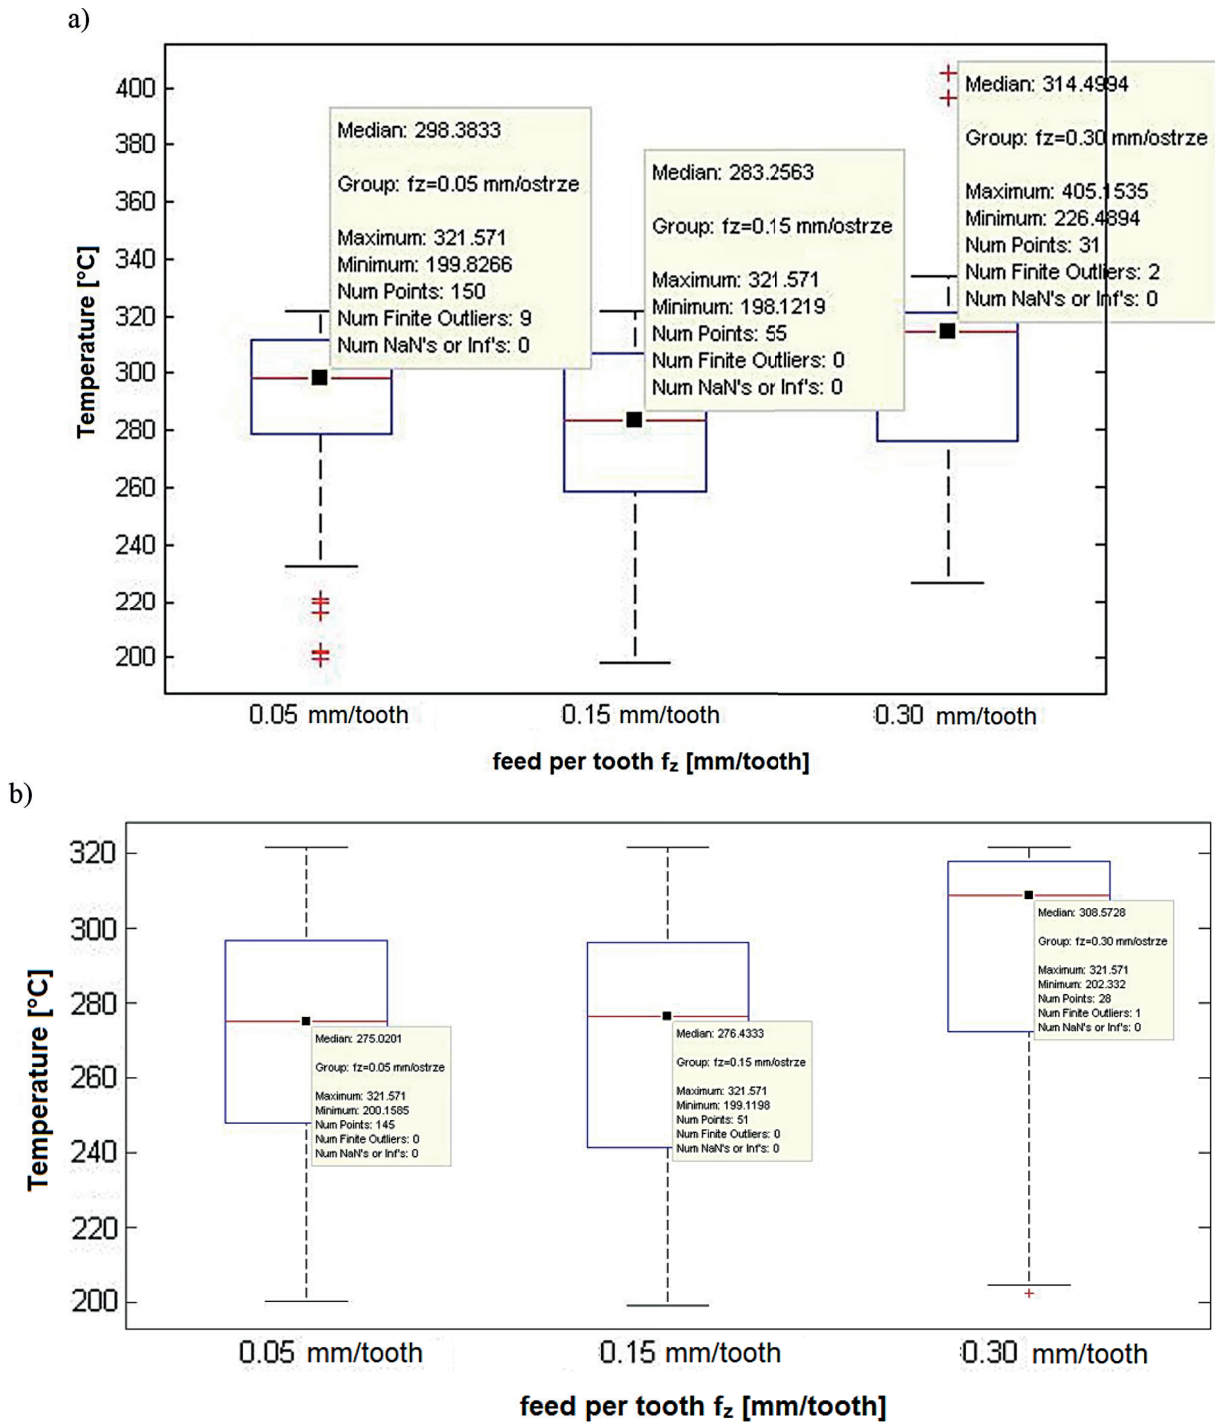 a)
400
380
360
340
320
300
280
260
240
220
200
Temperature [°C]
Median: 298.3833
Group: fz=0.05 mm/ostrze
Maximum: 321.571
Minimum: 199.8266
Num Points: 150
Num Finite Outliers: 9
Num NaN's or Inf's: 0
Median: 283.2563
Group: fz=0.15 mm/ostrze
Maximum: 321.571
Minimum: 198.1219
Num Points: 55
Num Finite Outliers: 0
Num NaN's or Inf's: 0
Median: 314.4994
Group: fz=0.30 mm/ostrze
Maximum: 405.1535
Minimum: 226.4894
Num Points: 31
Num Finite Outliers: 2
Num NaN's or Inf's: 0
0.05 mm/tooth 0.15 mm/tooth 0.30 mm/tooth
feed per tooth fz [mm/tooth]
b)
320
300
280
260
240
220
200
Temperature [°C]
Median: 275.0201
Group: fz=0.05 mm/ostrze
Maximum: 321.571
Minimum: 200.1585
Num Points: 145
Num Finite Outliers: 0
Num NaN's or Inf's: 0
Median: 276.4333
Group: fz=0.15 mm/ostrze
Maximum: 321.571
Minimum: 199.1198
Num Points: 51
Num Finite Outliers: 0
Num NaN's or Inf's: 0
Median: 308.5728
Group: fz=0.30 mm/ostrze
Maximum: 321.571
Minimum: 202.332
Num Points: 28
Num Finite Outliers: 1
Num NaN's or Inf's: 0
0.05 mm/tooth 0.15 mm/tooth 0.30 mm/tooth
feed per tooth fz [mm/tooth]